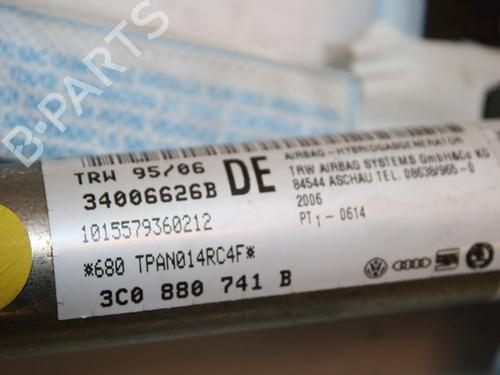 B-PARTS
TRW 95/06
34006626B
DE
1015579360212
*680 TPAN014RC4F*
3C0 880 741 B
AIRBAG-HYBRIDGASGENERATOR
TRW AIRBAG SYSTEMS GmbH&Co KG
84544 ASCHAU TEL. 08638/965-0
2006
PT1-0614